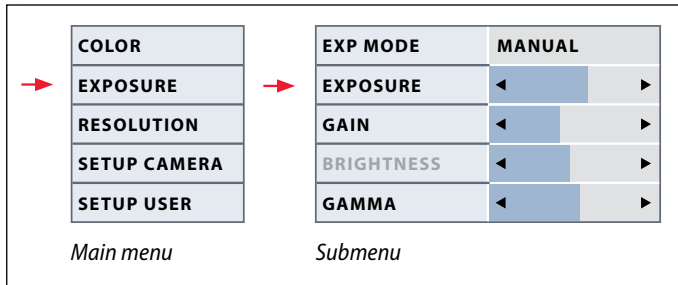 COLOR
EXPOSURE
RESOLUTION
SETUP CAMERA
SETUP USER
Main menu
EXP MODE MANUAL
EXPOSURE
GAIN
BRIGHTNESS
GAMMA
Submenu